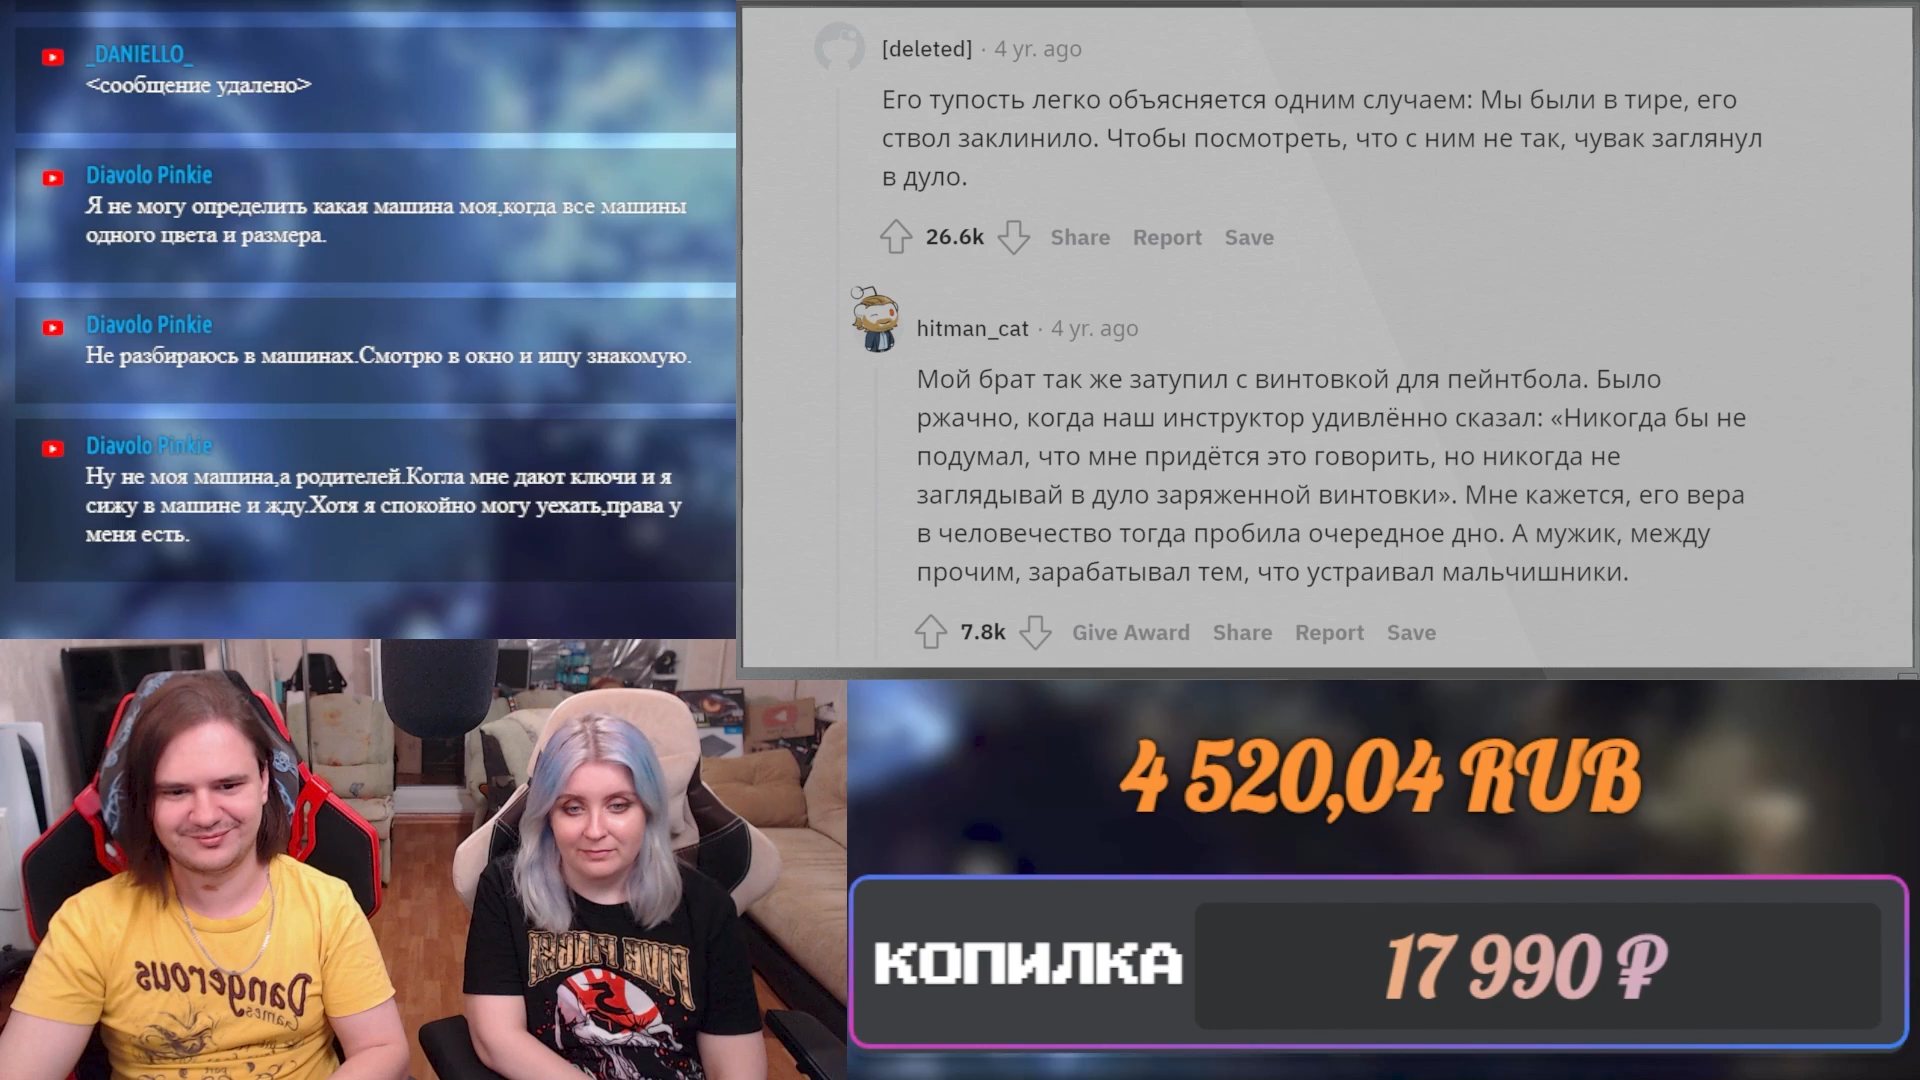 _DANIELLO_
<сообщение удалено>
Diavolo Pinkie
Я не могу определить какая машина моя,когда все машины
одного цвета и размера.
Diavolo Pinkie
Не разбираюсь в машинах.Смотрю в окно и ищу знакомую.
Diavolo Pinkie
Ну не моя машина,а родителей.Когла мне дают ключи и я
сижу в машине и жду.Хотя я спокойно могу уехать,права у
меня есть.
[deleted] · 4 yr. ago
Его тупость легко объясняется одним случаем: Мы были в тире, его
ствол заклинило. Чтобы посмотреть, что с ним не так, чувак заглянул
в дуло.
26.6k Share Report Save
hitman_cat · 4 yr. ago
Мой брат так же затупил с винтовкой для пейнтбола. Было
ржачно, когда наш инструктор удивлённо сказал: «Никогда бы не
подумал, что мне придётся это говорить, но никогда не
заглядывай в дуло заряженной винтовки». Мне кажется, его вера
в человечество тогда пробила очередное дно. А мужик, между
прочим, зарабатывал тем, что устраивал мальчишники.
7.8k Give Award Share Report Save
Dangerous
Games
FIVE FINGER
4 520,04 RUB
КОПИЛКА
17 990 ₽